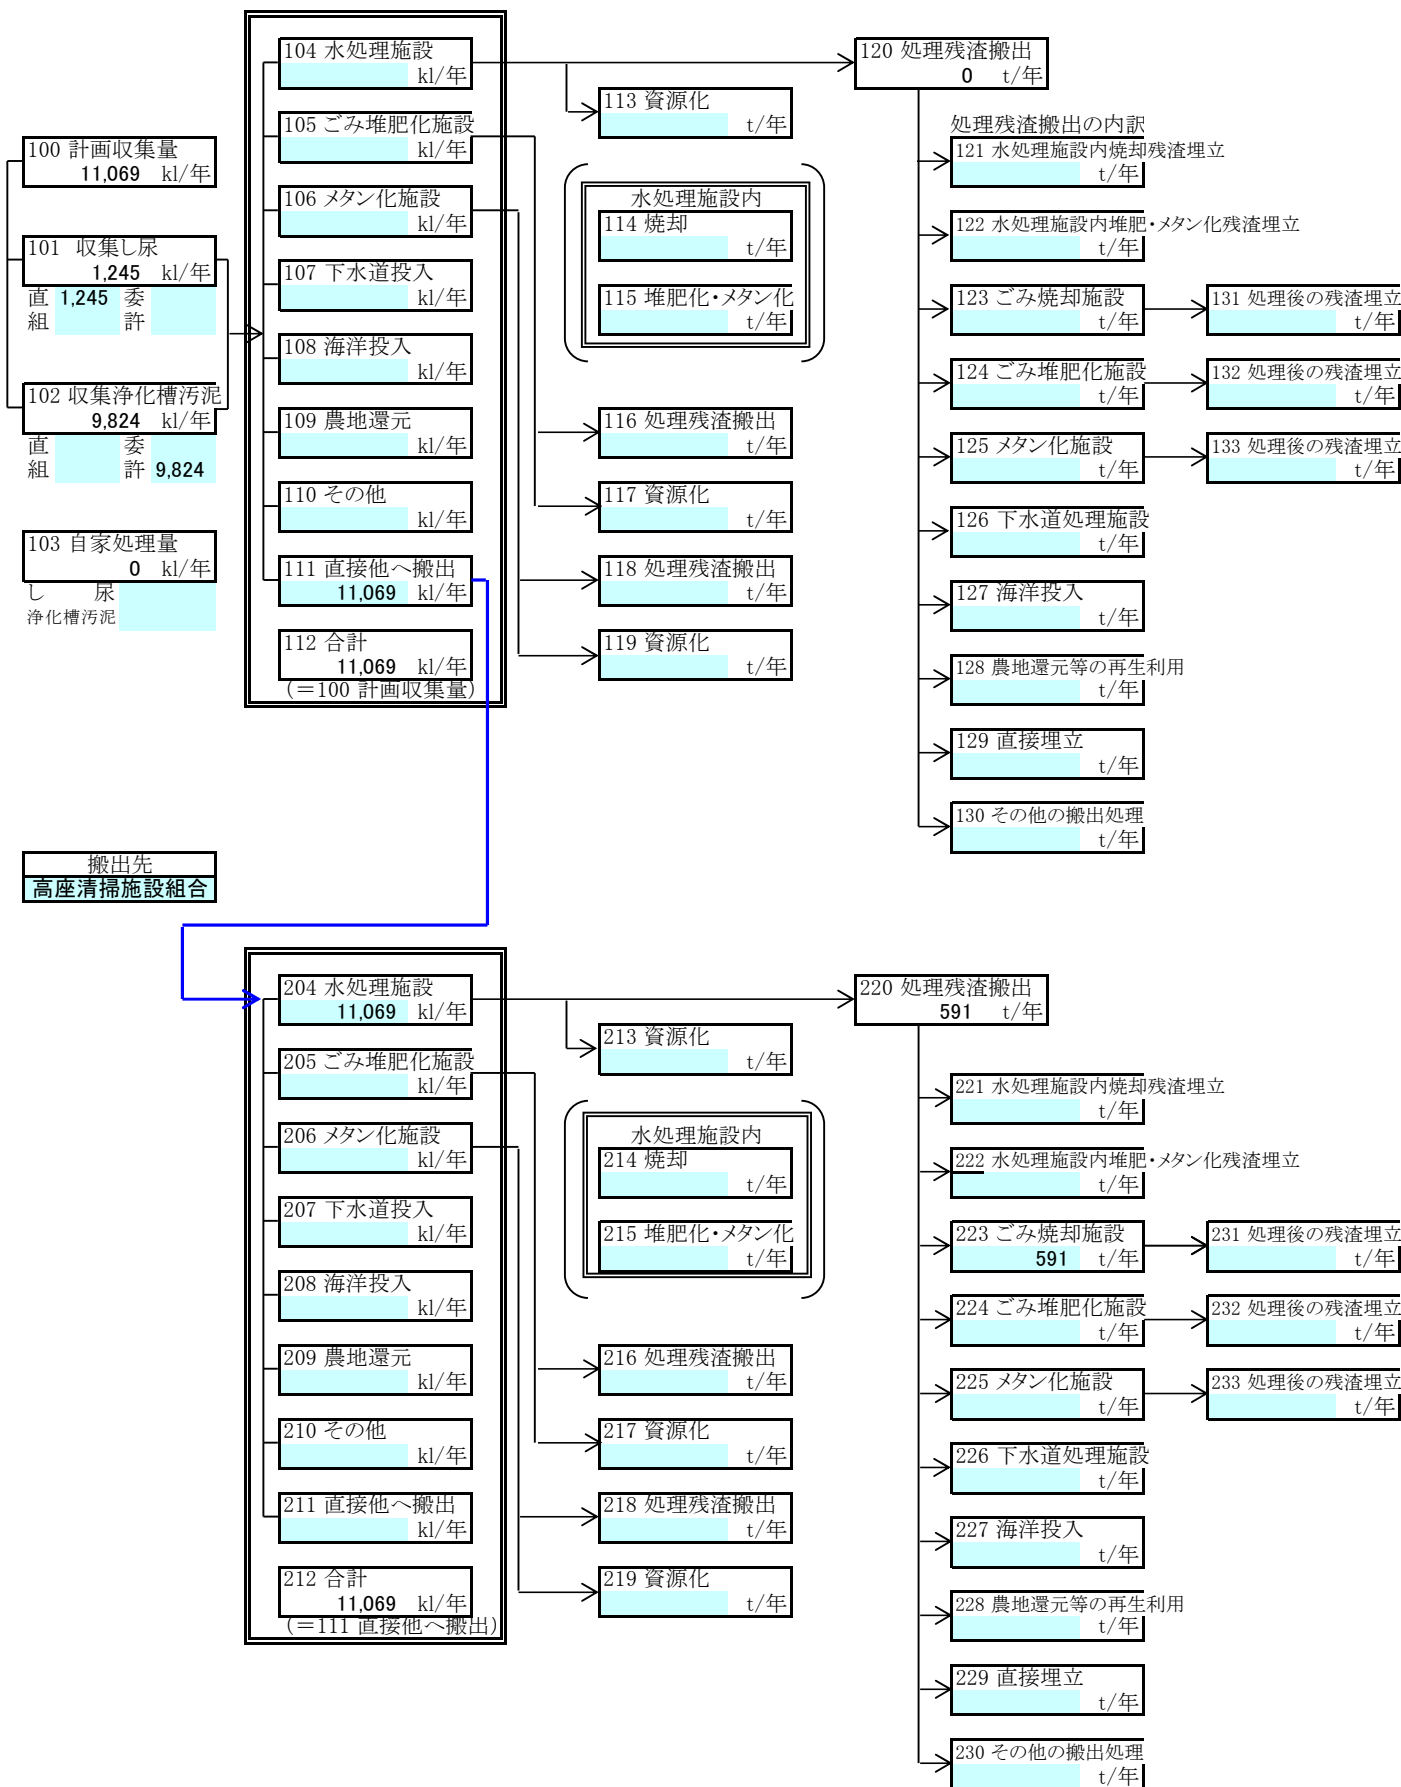 104 水処理施設
kl/年
120 処理残渣搬出
0 t/年
113 資源化
t/年
105 ごみ堆肥化施設
kl/年
処理残渣搬出の内訳
121 水処理施設内焼却残渣埋立
t/年
100 計画収集量
11,069 kl/年
106 メタン化施設
kl/年
水処理施設内
114 焼却
t/年
122 水処理施設内堆肥・メタン化残渣埋立
t/年
101 収集し尿
1,245 kl/年
直 1,245 委
組 許
107 下水道投入
kl/年
115 堆肥化・メタン化
t/年
123 ごみ焼却施設
t/年
131 処理後の残渣埋立
t/年
108 海洋投入
kl/年
124 ごみ堆肥化施設
t/年
132 処理後の残渣埋立
t/年
102 収集浄化槽汚泥
9,824 kl/年
直 委
組 許 9,824
109 農地還元
kl/年
116 処理残渣搬出
t/年
125 メタン化施設
t/年
133 処理後の残渣埋立
t/年
110 その他
kl/年
117 資源化
t/年
126 下水道処理施設
t/年
103 自家処理量
0 kl/年
し 尿
浄化槽汚泥
111 直接他へ搬出
11,069 kl/年
118 処理残渣搬出
t/年
127 海洋投入
t/年
112 合計
11,069 kl/年
(=100 計画収集量)
119 資源化
t/年
128 農地還元等の再生利用
t/年
129 直接埋立
t/年
130 その他の搬出処理
t/年
搬出先
高座清掃施設組合
204 水処理施設
11,069 kl/年
220 処理残渣搬出
591 t/年
213 資源化
t/年
205 ごみ堆肥化施設
kl/年
221 水処理施設内焼却残渣埋立
t/年
206 メタン化施設
kl/年
水処理施設内
214 焼却
t/年
222 水処理施設内堆肥・メタン化残渣埋立
t/年
207 下水道投入
kl/年
215 堆肥化・メタン化
t/年
223 ごみ焼却施設
591 t/年
231 処理後の残渣埋立
t/年
208 海洋投入
kl/年
224 ごみ堆肥化施設
t/年
232 処理後の残渣埋立
t/年
209 農地還元
kl/年
216 処理残渣搬出
t/年
225 メタン化施設
t/年
233 処理後の残渣埋立
t/年
210 その他
kl/年
217 資源化
t/年
226 下水道処理施設
t/年
211 直接他へ搬出
kl/年
218 処理残渣搬出
t/年
227 海洋投入
t/年
212 合計
11,069 kl/年
(=111 直接他へ搬出)
219 資源化
t/年
228 農地還元等の再生利用
t/年
229 直接埋立
t/年
230 その他の搬出処理
t/年